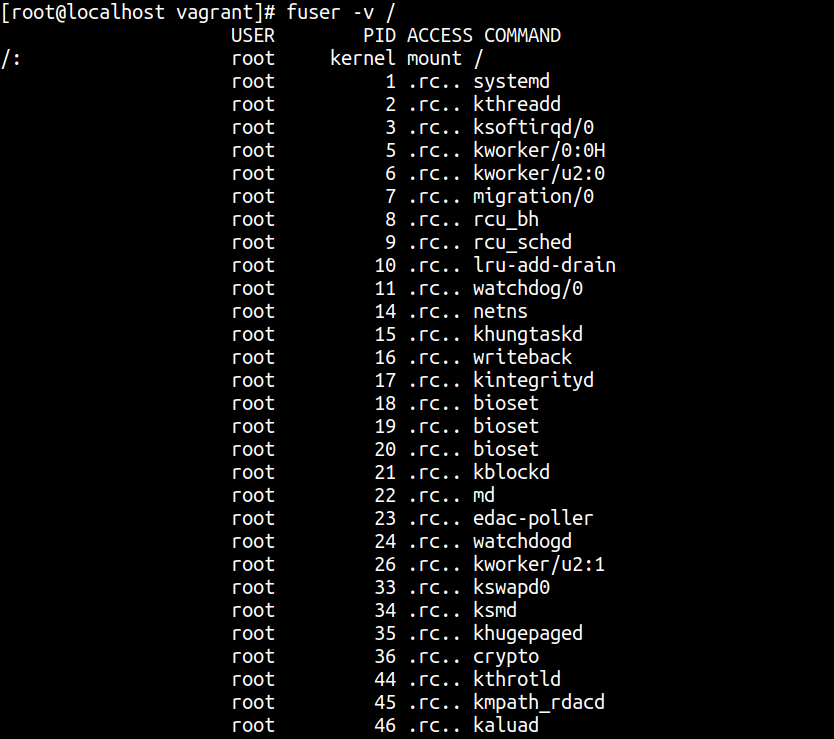 [root@localhost vagrant]# fuser -v /
                     USER        PID ACCESS COMMAND
/:                   root     kernel mount /
                     root          1 .rc.. systemd
                     root          2 .rc.. kthreadd
                     root          3 .rc.. ksoftirqd/0
                     root          5 .rc.. kworker/0:0H
                     root          6 .rc.. kworker/u2:0
                     root          7 .rc.. migration/0
                     root          8 .rc.. rcu_bh
                     root          9 .rc.. rcu_sched
                     root         10 .rc.. lru-add-drain
                     root         11 .rc.. watchdog/0
                     root         14 .rc.. netns
                     root         15 .rc.. khungtaskd
                     root         16 .rc.. writeback
                     root         17 .rc.. kintegrityd
                     root         18 .rc.. bioset
                     root         19 .rc.. bioset
                     root         20 .rc.. bioset
                     root         21 .rc.. kblockd
                     root         22 .rc.. md
                     root         23 .rc.. edac-poller
                     root         24 .rc.. watchdogd
                     root         26 .rc.. kworker/u2:1
                     root         33 .rc.. kswapd0
                     root         34 .rc.. ksmd
                     root         35 .rc.. khugepaged
                     root         36 .rc.. crypto
                     root         44 .rc.. kthrotld
                     root         45 .rc.. kmpath_rdacd
                     root         46 .rc.. kaluad